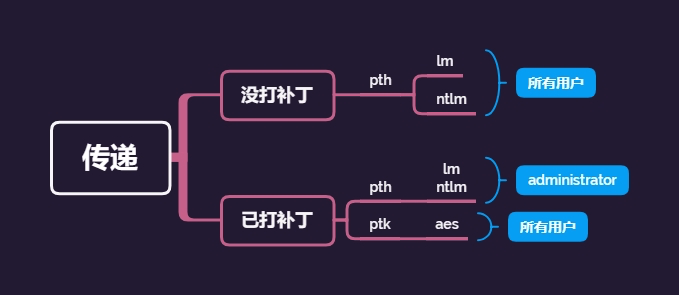 传递
没打补丁
pth
lm
ntlm
所有用户
已打补丁
pth
lm
ntlm
administrator
ptk
aes
所有用户